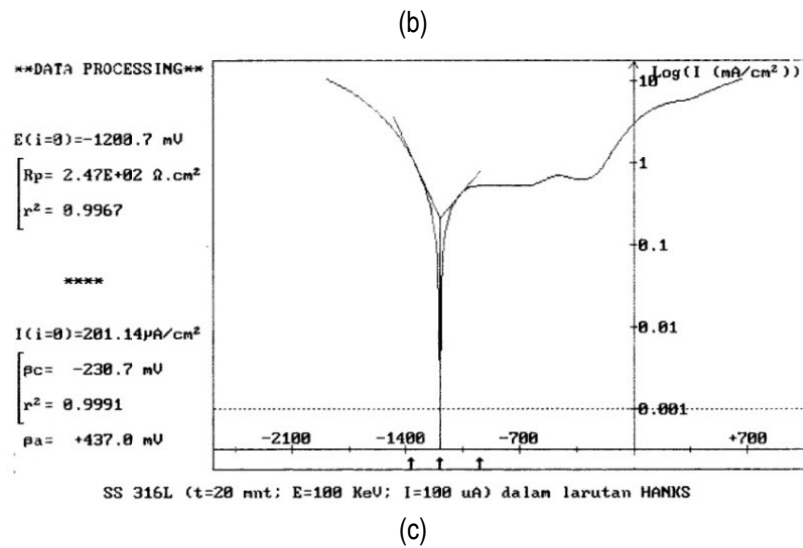 (b)
**DATA PROCESSING**
E(i=0)=-1200.7 mV
Rp= 2.47E+02 Ω.cm²
r²= 0.9967
****
I(i=0)=201.14µA/cm²
βc= -230.7 mV
r²= 0.9991
βa= +437.0 mV
Log(I (mA/cm²))
10
1
0.1
0.01
0.001
-2100 -1400 -700 +700
SS 316L (t=20 mnt; E=100 KeV; I=100 uA) dalam larutan HANKS
(c)